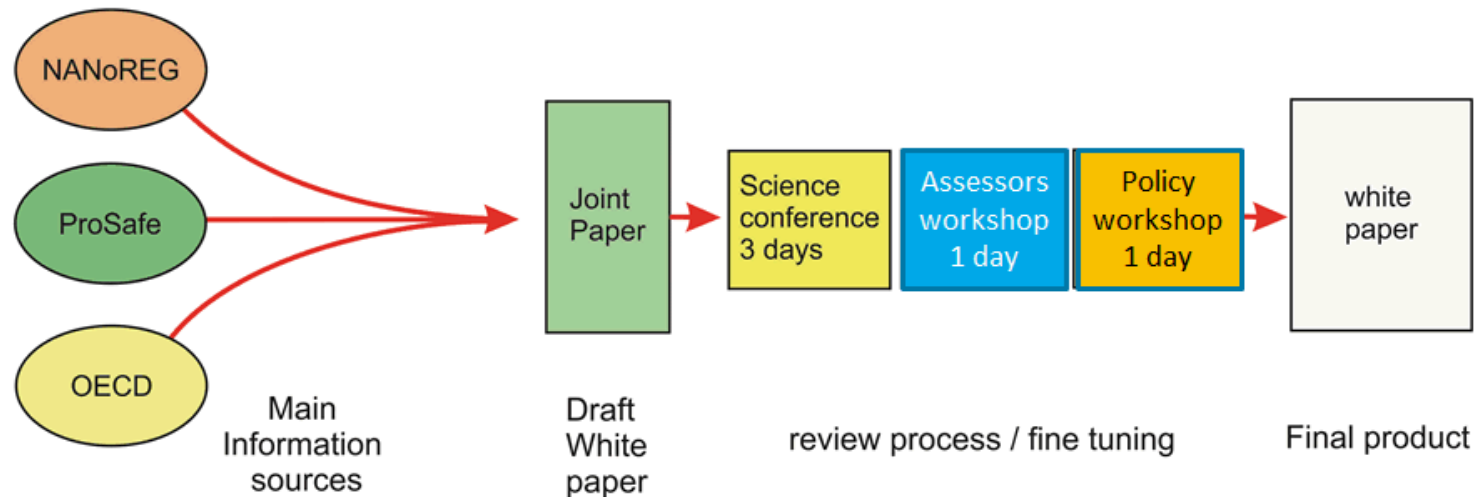 NANoREG
ProSafe
OECD
Main
Information
sources
Joint
Paper
Draft
White
paper
Science
conference
3 days
Assessors
workshop
1 day
Policy
workshop
1 day
review process / fine tuning
white
paper
Final product